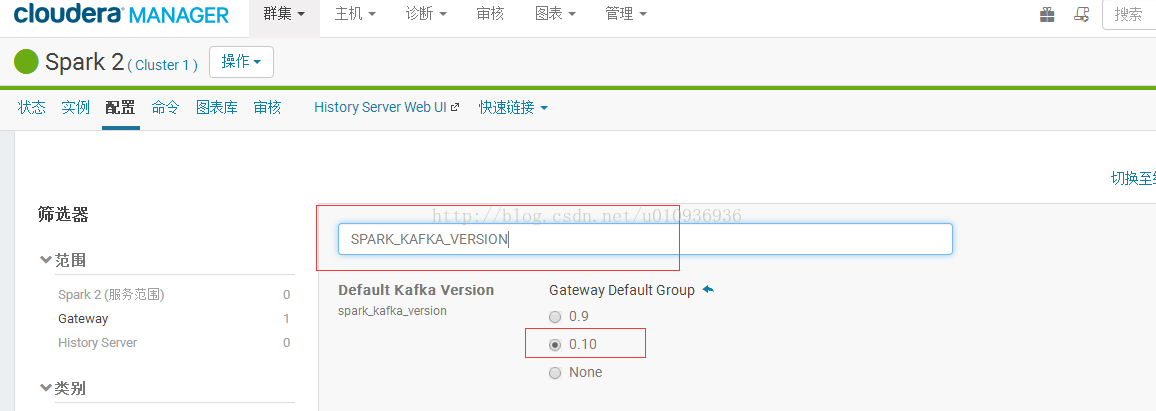 cloudera MANAGER 群集 主机 诊断 审核 图表 管理 搜索
Spark 2 ( Cluster 1 ) 操作
状态 实例 配置 命令 图表库 审核 History Server Web UI 快速链接
切换至
筛选器
http://blog.csdn.net/u010936936
SPARK_KAFKA_VERSION
范围
Spark 2 (服务范围) 0
Gateway 1
History Server 0
Default Kafka Version
spark_kafka_version
Gateway Default Group
0.9
0.10
None
类别